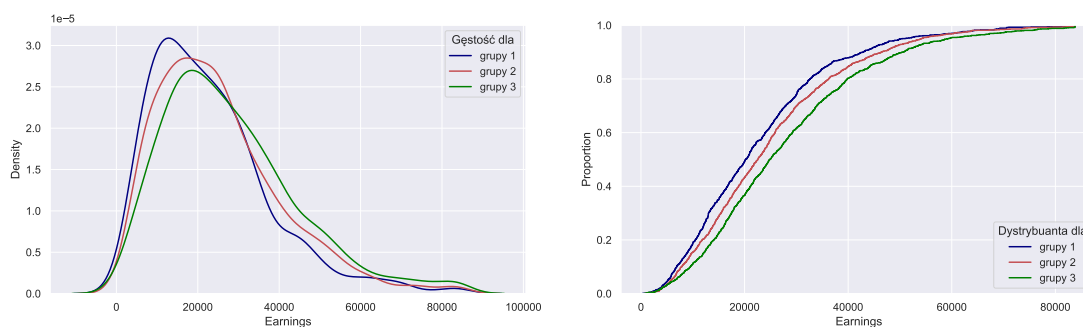 1e−5
3.0
2.5
2.0
1.5
1.0
0.5
0.0
Density
0
20000
40000
60000
80000
100000
Earnings
Gęstość dla
grupy 1
grupy 2
grupy 3
1.0
0.8
0.6
0.4
0.2
0.0
Proportion
0
20000
40000
60000
80000
Earnings
Dystrybuanta dla
grupy 1
grupy 2
grupy 3